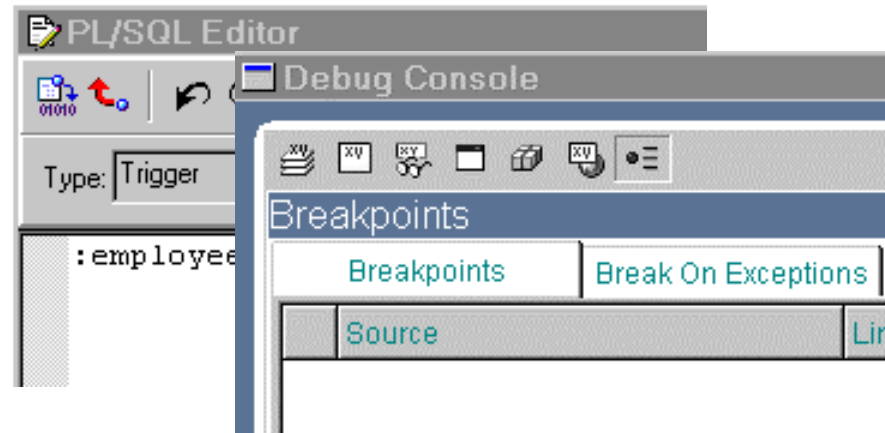 PL/SQL Editor
Debug Console
Type: Trigger
Breakpoints
:employee
Breakpoints
Break On Exceptions
Source